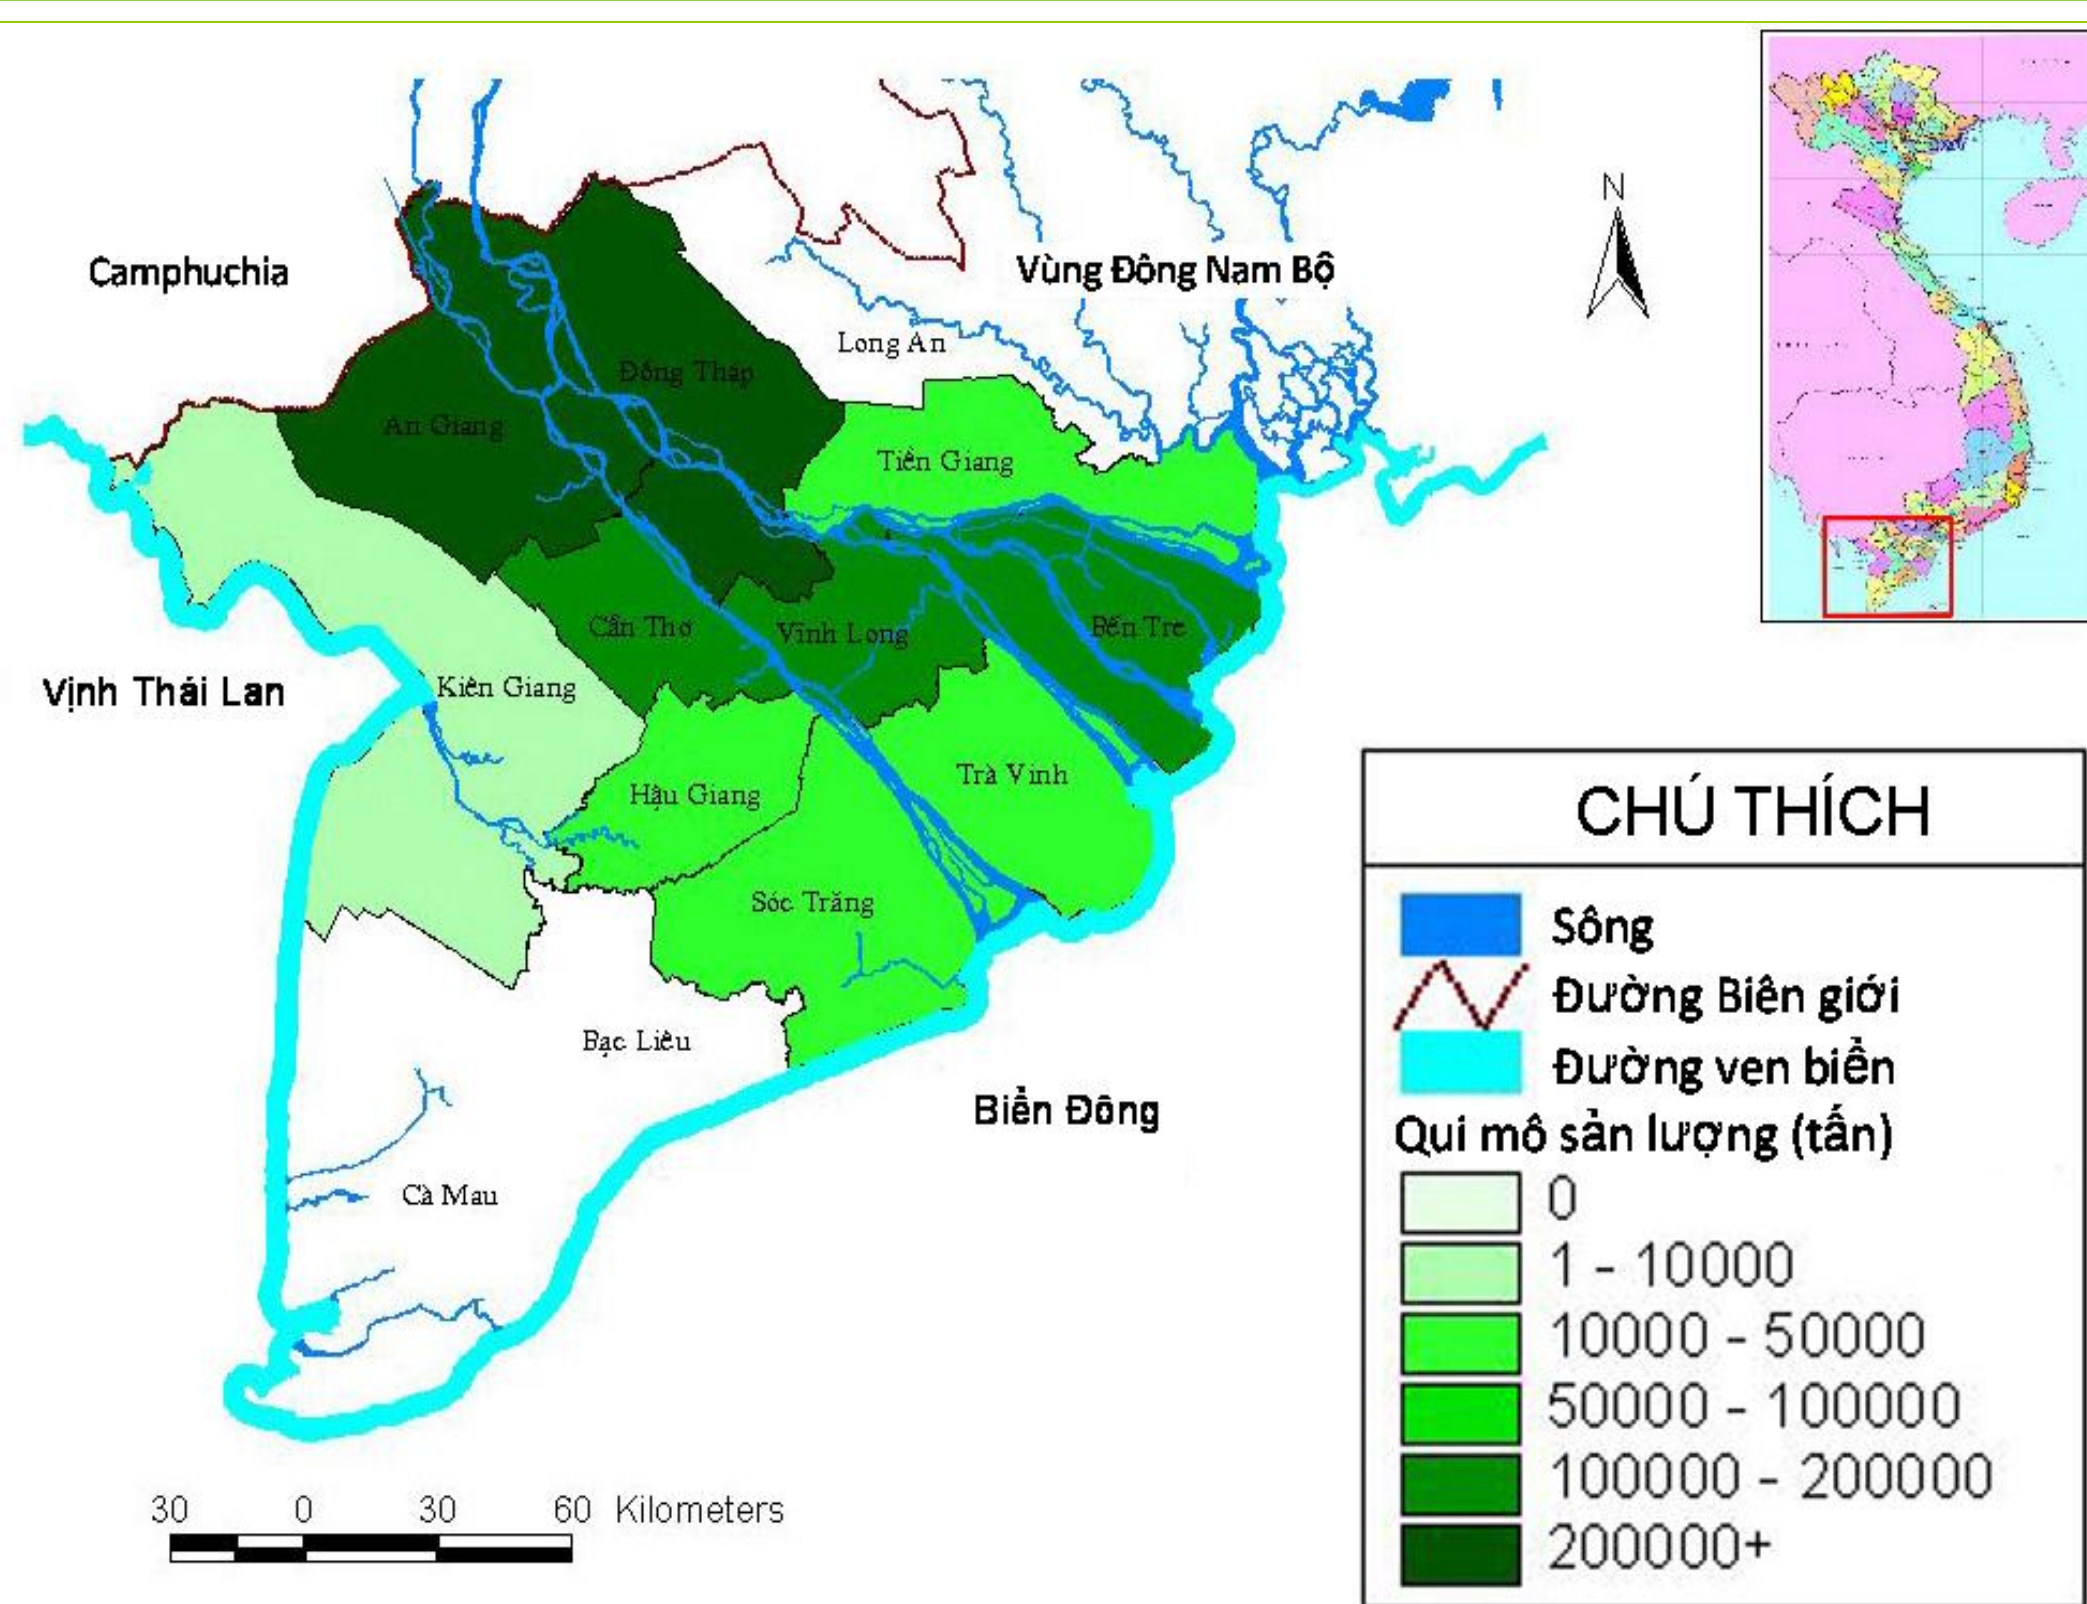 N
Camphuchia
Vùng Đông Nam Bộ
Long An
Đồng Tháp
An Giang
Tiền Giang
Cần Thơ
Vĩnh Long
Bến Tre
Vịnh Thái Lan
Kiên Giang
Trà Vinh
Hậu Giang
Sóc Trăng
Bạc Liêu
Biển Đông
Cà Mau
30 0 30 60 Kilometers
CHÚ THÍCH
Sông
Đường Biên giới
Đường ven biển
Qui mô sản lượng (tấn)
0
1 - 10000
10000 - 50000
50000 - 100000
100000 - 200000
200000+